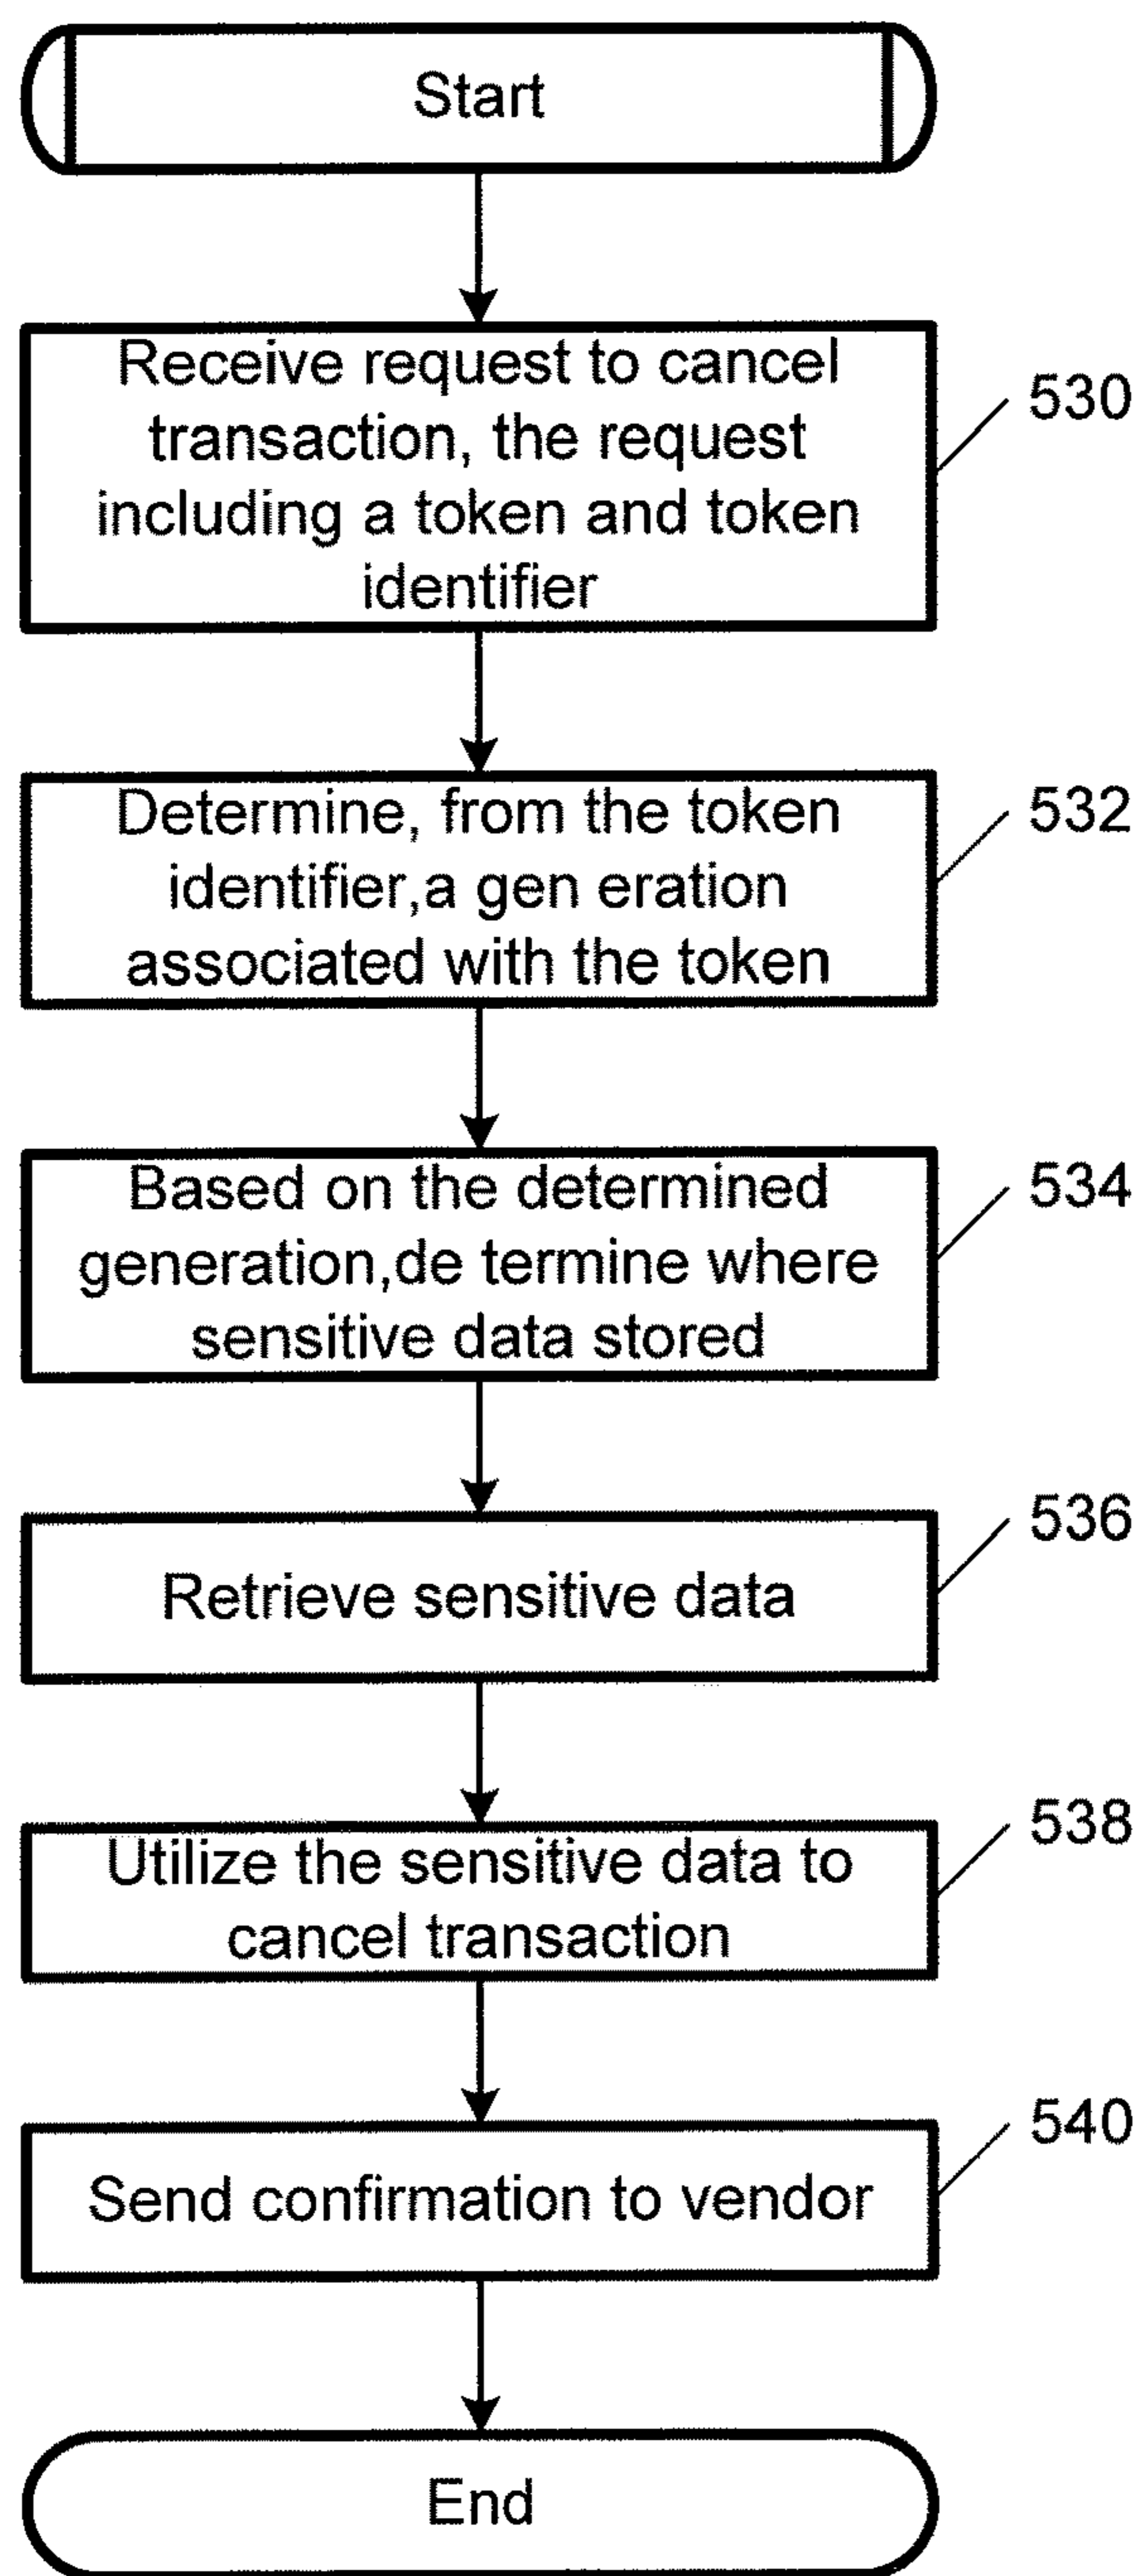 Start
Receive request to cancel
transaction, the request
including a token and token
identifier
530
Determine, from the token
identifier,a gen eration
associated with the token
532
Based on the determined
generation,de termine where
sensitive data stored
534
Retrieve sensitive data
536
Utilize the sensitive data to
cancel transaction
538
Send confirmation to vendor
540
End